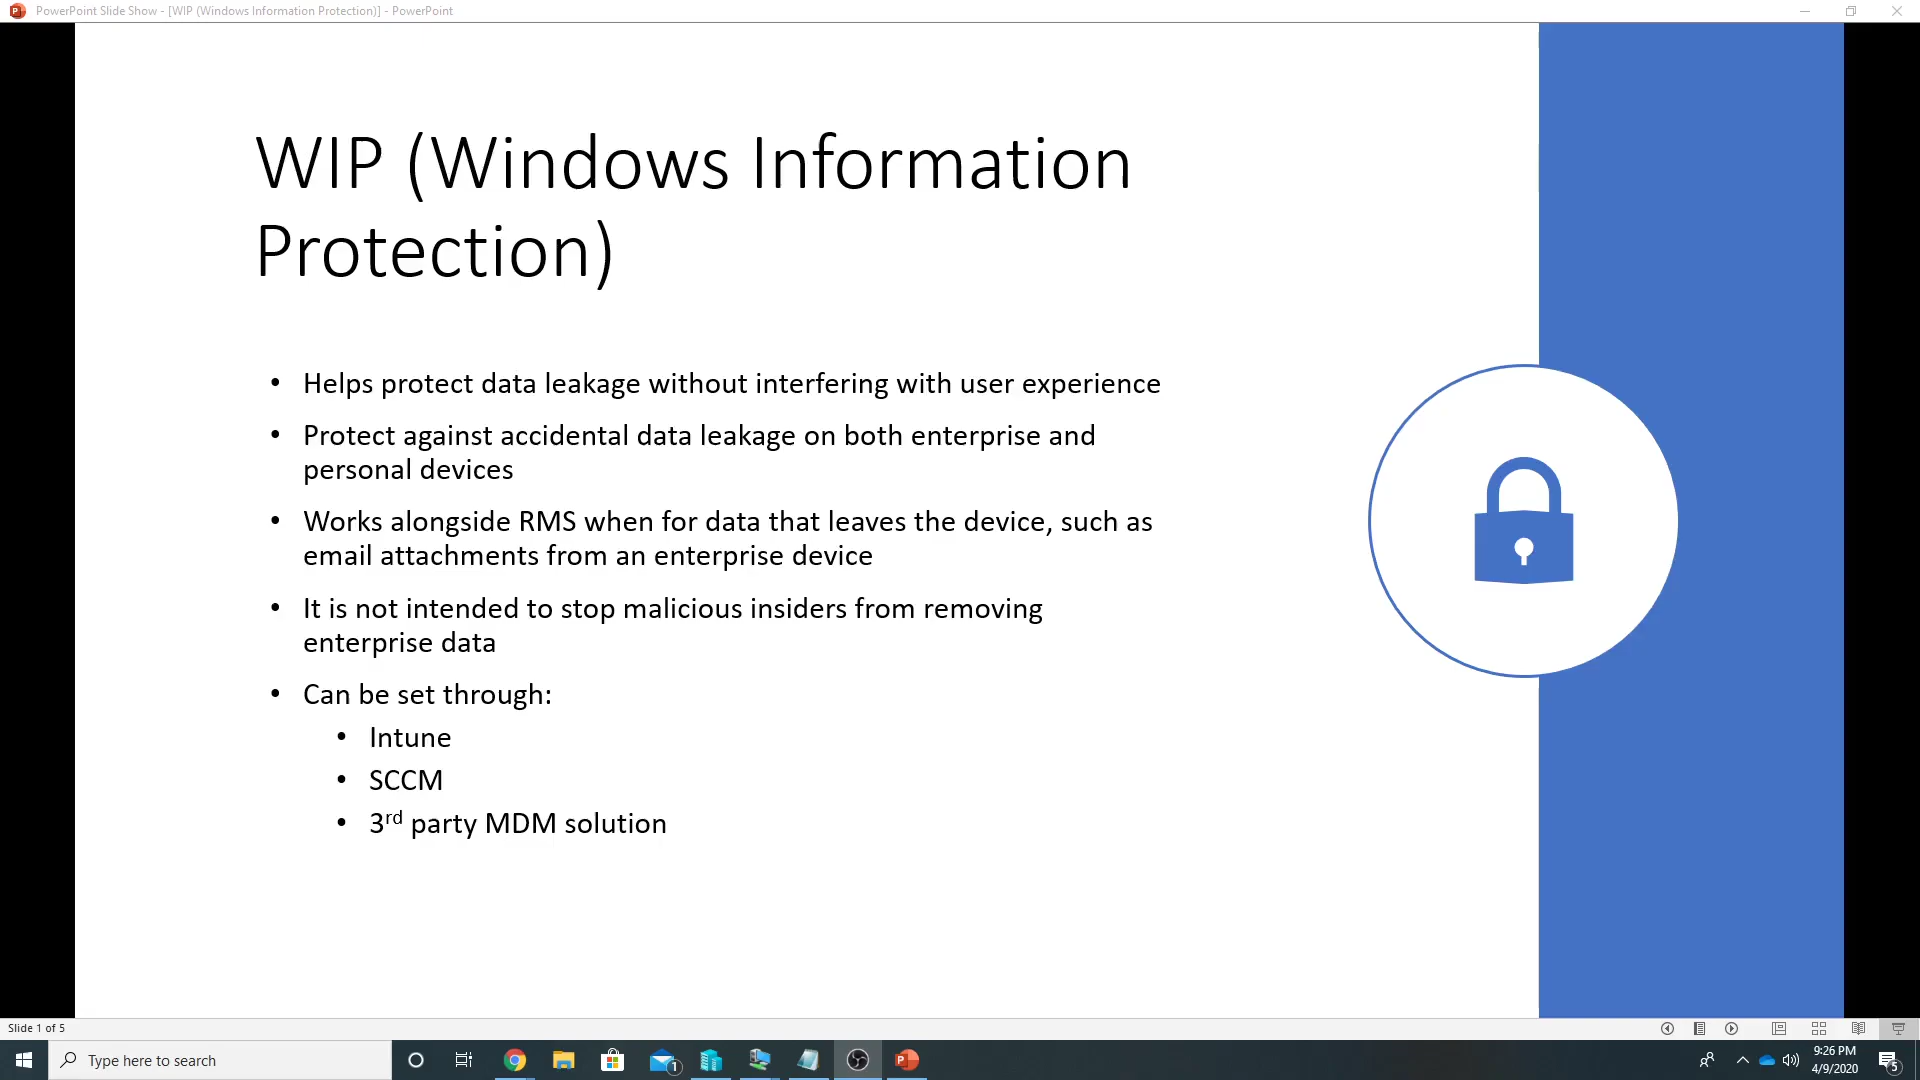 PowerPoint Slide Show - [WIP (Windows Information Protection)] - PowerPoint
WIP (Windows Information
Protection)
• Helps protect data leakage without interfering with user experience
• Protect against accidental data leakage on both enterprise and
personal devices
• Works alongside RMS when for data that leaves the device, such as
email attachments from an enterprise device
• It is not intended to stop malicious insiders from removing
enterprise data
• Can be set through:
• Intune
• SCCM
• 3rd party MDM solution
Slide 1 of 5
Type here to search
1
9:26 PM
4/9/2020
5